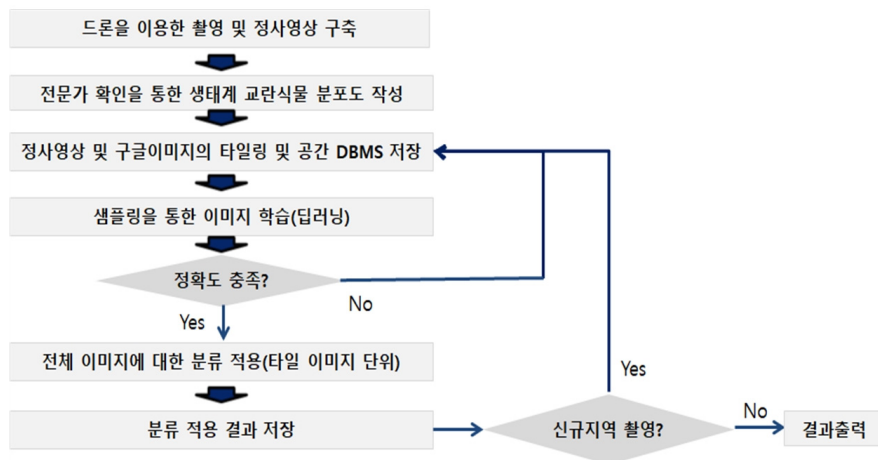 드론을 이용한 촬영 및 정사영상 구축
전문가 확인을 통한 생태계 교란식물 분포도 작성
정사영상 및 구글이미지의 타일링 및 공간 DBMS 저장
샘플링을 통한 이미지 학습(딥러닝)
정확도 충족?
No
Yes
전체 이미지에 대한 분류 적용(타일 이미지 단위)
Yes
분류 적용 결과 저장
신규지역 촬영?
No
결과출력